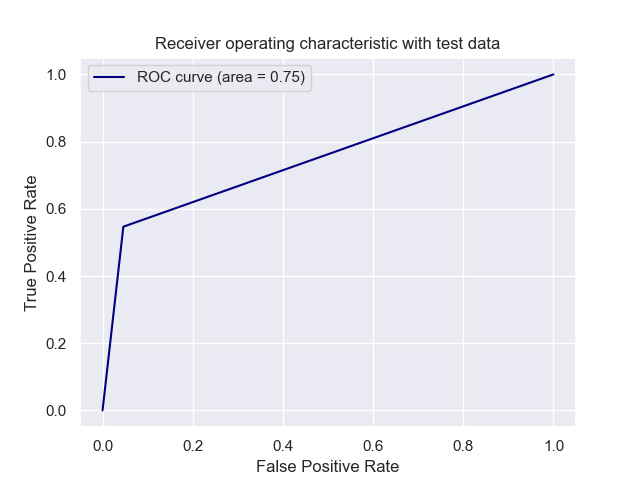 Receiver operating characteristic with test data
ROC curve (area = 0.75)
1.0
0.8
0.6
0.4
0.2
0.0
True Positive Rate
0.0 0.2 0.4 0.6 0.8 1.0
False Positive Rate